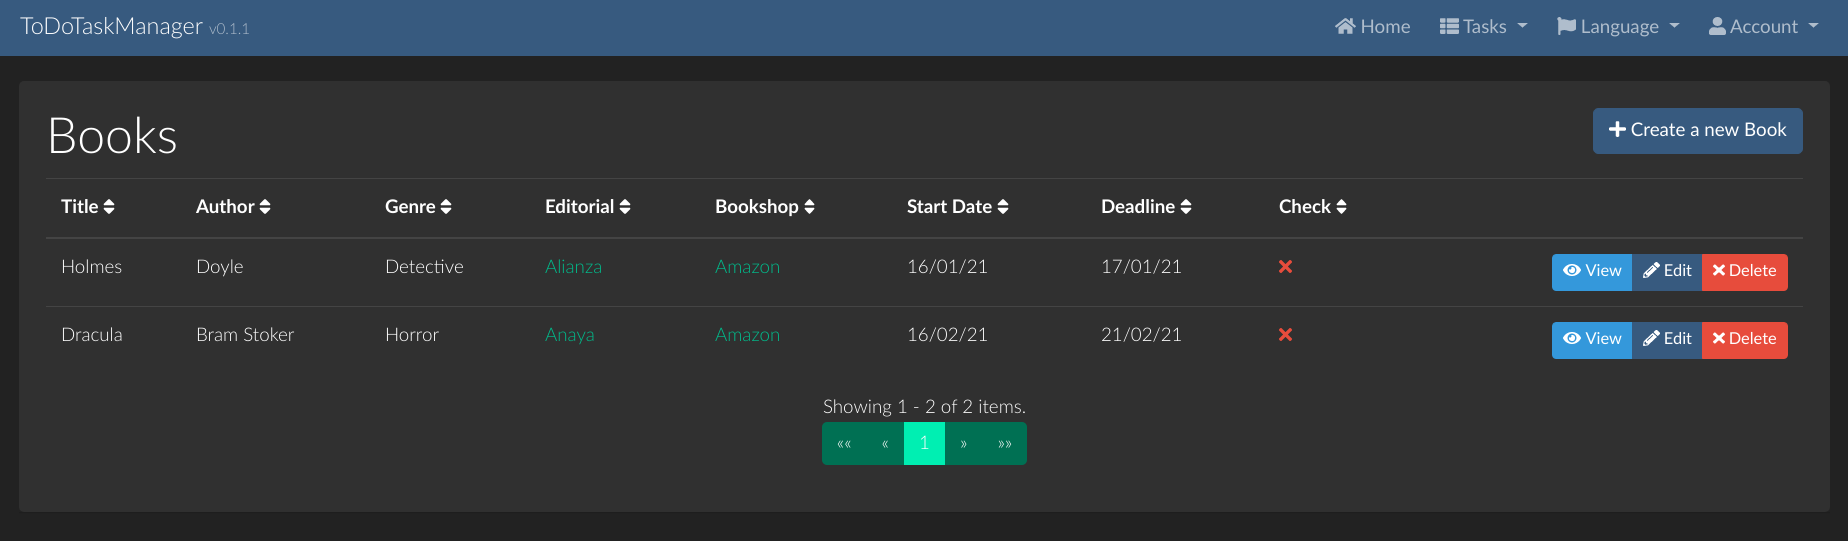 ToDoTaskManager v0.1.1 Home Tasks Language Account
Books Create a new Book
Title Author Genre Editorial Bookshop Start Date Deadline Check
Holmes Doyle Detective Alianza Amazon 16/01/21 17/01/21 View Edit Delete
Dracula Bram Stoker Horror Anaya Amazon 16/02/21 21/02/21 View Edit Delete
Showing 1 - 2 of 2 items.
«« « 1 » »»